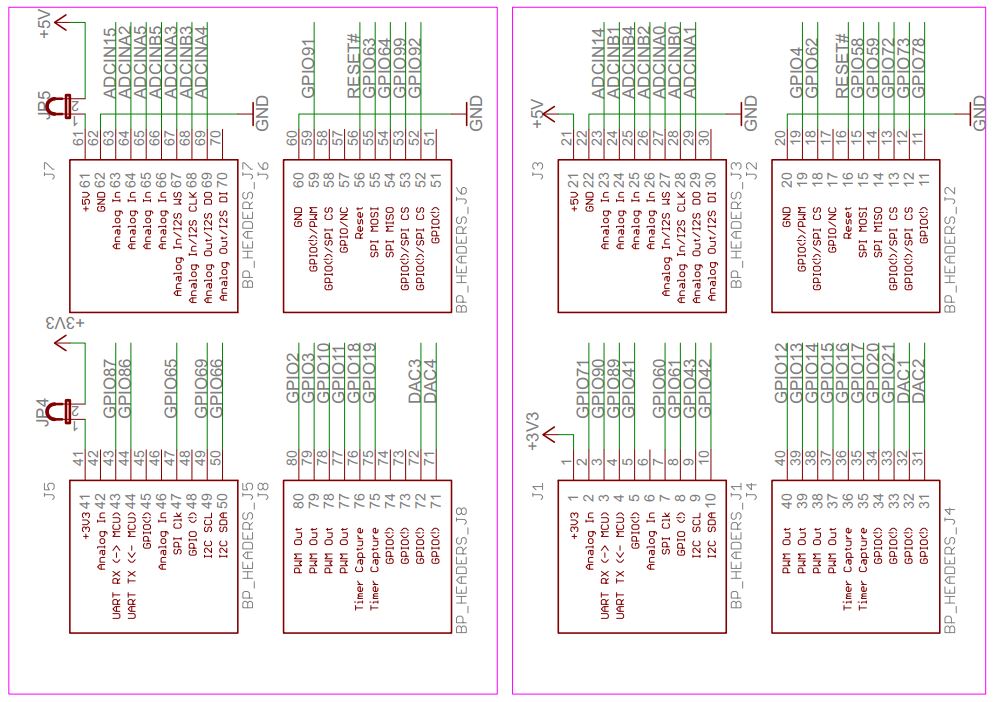 +5V
JP5
2
1
ADCIN15
ADCINA2
ADCINA5
ADCINB5
ADCINA3
ADCINB3
ADCINA4
GND
61
62
63
64
65
66
67
68
69
70
J7
+5V 61
GND 62
Analog In 63
Analog In 64
Analog In 65
Analog In 66
Analog In/I2S WS 67
Analog In/I2S CLK 68
Analog Out/I2S DO 69
Analog Out/I2S DI 70
BP_HEADERS_J7
GPIO91
RESET#
GPIO63
GPIO64
GPIO99
GPIO92
GND
60
59
58
57
56
55
54
53
52
51
J6
GND 60
GPIO(!)/PWM 59
GPIO(!)/SPI CS 58
GPIO/NC 57
Reset 56
SPI MOSI 55
SPI MISO 54
GPIO(!)/SPI CS 53
GPIO(!)/SPI CS 52
GPIO(!) 51
BP_HEADERS_J6
+5V
ADCIN14
ADCINB1
ADCINB4
ADCINB2
ADCINA0
ADCINB0
ADCINA1
GND
21
22
23
24
25
26
27
28
29
30
J3
+5V 21
GND 22
Analog In 23
Analog In 24
Analog In 25
Analog In 26
Analog In/I2S WS 27
Analog In/I2S CLK 28
Analog Out/I2S DO 29
Analog Out/I2S DI 30
BP_HEADERS_J3
GPIO4
GPIO62
RESET#
GPIO58
GPIO59
GPIO72
GPIO73
GPIO78
GND
20
19
18
17
16
15
14
13
12
11
J2
GND 20
GPIO(!)/PWM 19
GPIO(!)/SPI CS 18
GPIO/NC 17
Reset 16
SPI MOSI 15
SPI MISO 14
GPIO(!)/SPI CS 13
GPIO(!)/SPI CS 12
GPIO(!) 11
BP_HEADERS_J2
+3V3
JP4
2
1
GPIO87
GPIO86
GPIO65
GPIO69
GPIO66
41
42
43
44
45
46
47
48
49
50
J5
+3V3 41
Analog In 42
UART RX (-> MCU) 43
UART TX (<- MCU) 44
GPIO(!) 45
Analog In 46
SPI Clk 47
GPIO (!) 48
I2C SCL 49
I2C SDA 50
BP_HEADERS_J5
GPIO2
GPIO3
GPIO10
GPIO11
GPIO18
GPIO19
DAC3
DAC4
80
79
78
77
76
75
74
73
72
71
J8
PWM Out 80
PWM Out 79
PWM Out 78
PWM Out 77
Timer Capture 76
Timer Capture 75
GPIO(!) 74
GPIO(!) 73
GPIO(!) 72
GPIO(!) 71
BP_HEADERS_J8
+3V3
GPIO71
GPIO90
GPIO89
GPIO41
GPIO60
GPIO61
GPIO43
GPIO42
1
2
3
4
5
6
7
8
9
10
J1
+3V3 1
Analog In 2
UART RX (-> MCU) 3
UART TX (<- MCU) 4
GPIO(!) 5
Analog In 6
SPI Clk 7
GPIO (!) 8
I2C SCL 9
I2C SDA 10
BP_HEADERS_J1
GPIO12
GPIO13
GPIO14
GPIO15
GPIO16
GPIO17
GPIO20
GPIO21
DAC1
DAC2
40
39
38
37
36
35
34
33
32
31
J4
PWM Out 40
PWM Out 39
PWM Out 38
PWM Out 37
Timer Capture 36
Timer Capture 35
GPIO(!) 34
GPIO(!) 33
GPIO(!) 32
GPIO(!) 31
BP_HEADERS_J4